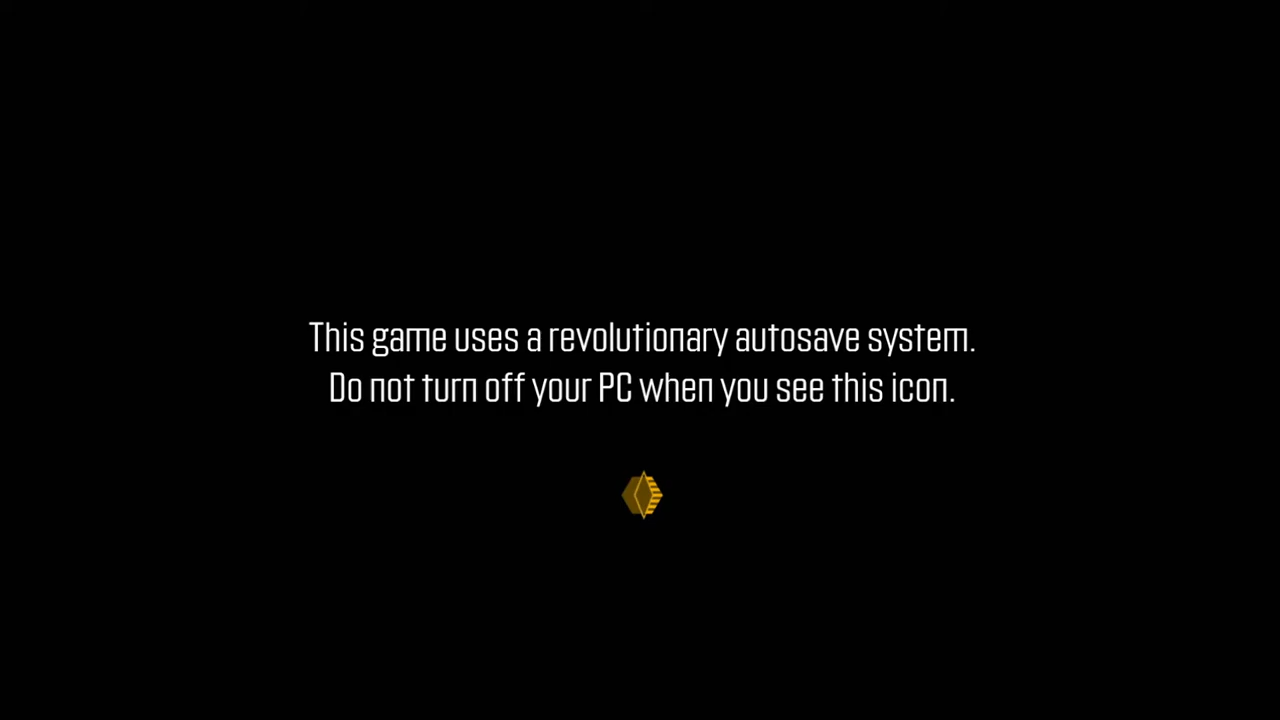 This game uses a revolutionary autosave system.
Do not turn off your PC when you see this icon.